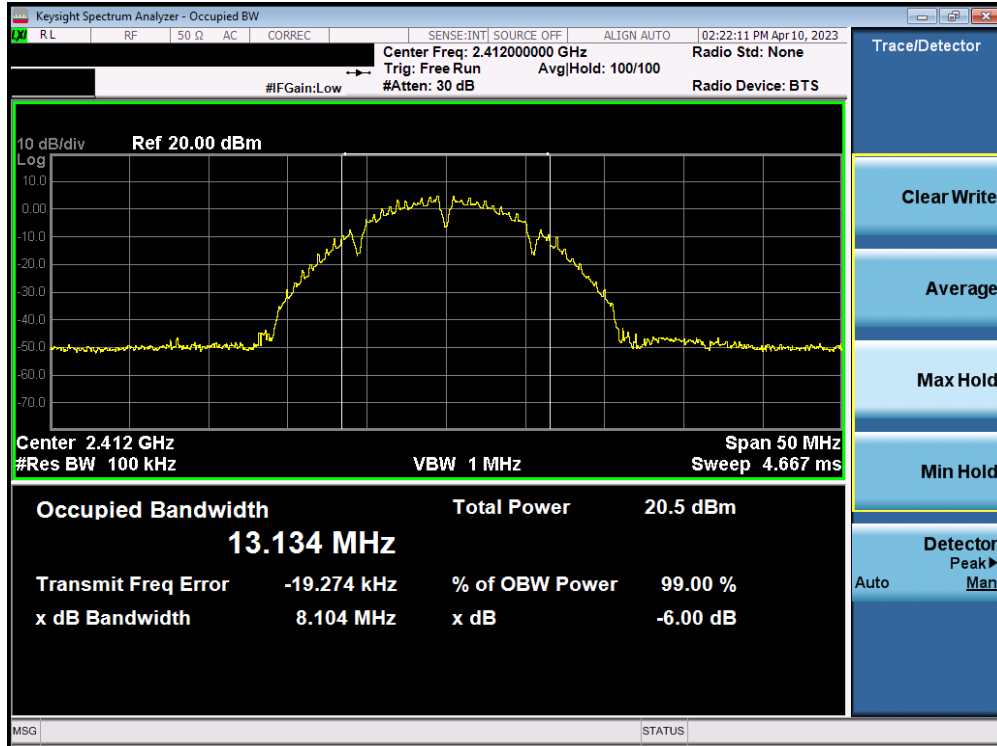 Keysight Spectrum Analyzer - Occupied BW
LXI RL RF 50 Ω AC CORREC SENSE:INT SOURCE OFF ALIGN AUTO 02:22:11 PM Apr 10, 2023
Center Freq: 2.412000000 GHz Radio Std: None
Trig: Free Run Avg|Hold: 100/100
#IFGain:Low #Atten: 30 dB Radio Device: BTS
Trace/Detector
10 dB/div Ref 20.00 dBm
Log
10.0
0.00
-10.0
-20.0
-30.0
-40.0
-50.0
-60.0
-70.0
Center 2.412 GHz Span 50 MHz
#Res BW 100 kHz VBW 1 MHz Sweep 4.667 ms
Occupied Bandwidth Total Power 20.5 dBm
13.134 MHz
Transmit Freq Error -19.274 kHz % of OBW Power 99.00 %
x dB Bandwidth 8.104 MHz x dB -6.00 dB
Clear Write
Average
Max Hold
Min Hold
Detector
Peak▶
Auto Man
MSG STATUS